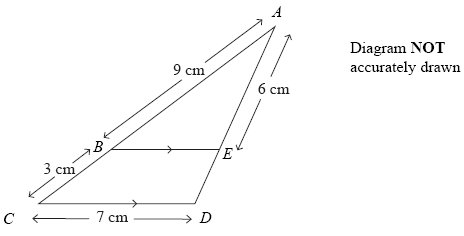 A
Diagram NOT
accurately drawn
9 cm
6 cm
B
E
3 cm
C
7 cm
D